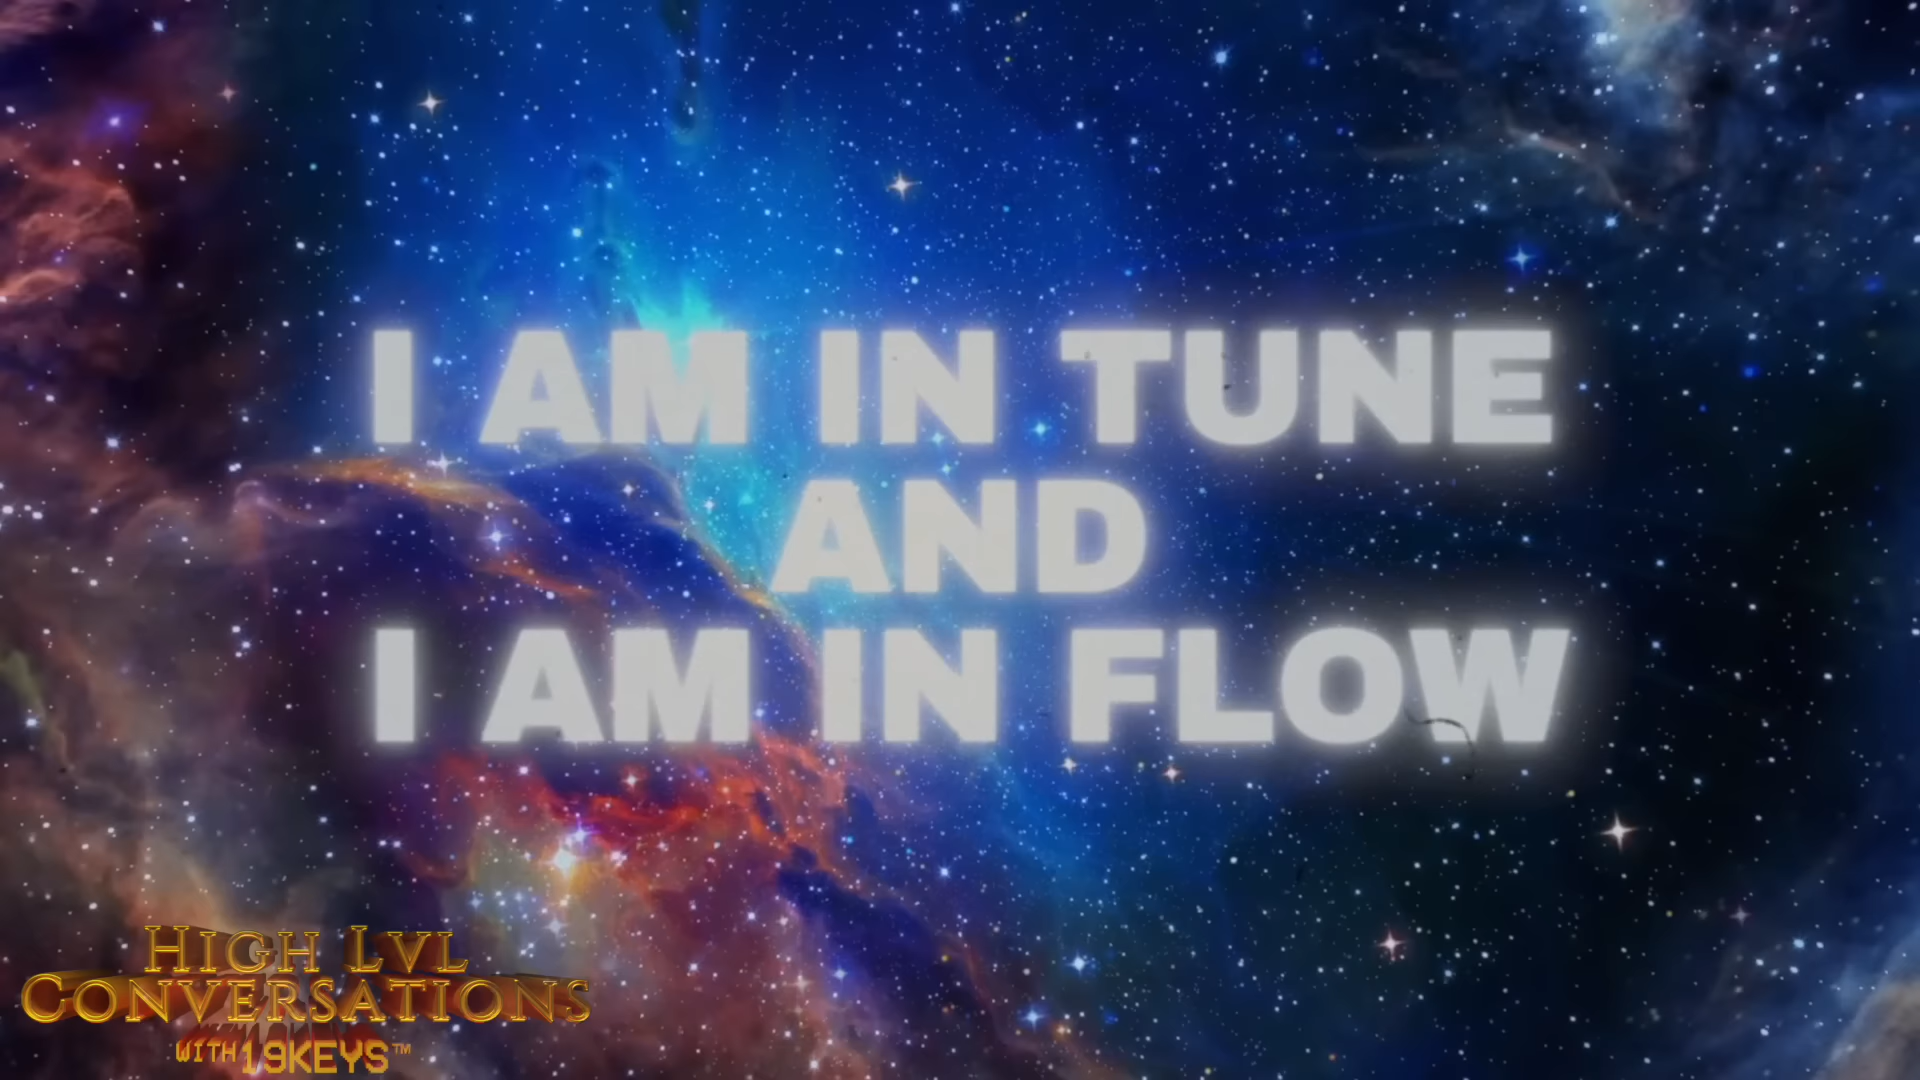 I AM IN TUNE
AND
I AM IN FLOW
HIGH LVL
CONVERSATIONS
WITH 19KEYS™